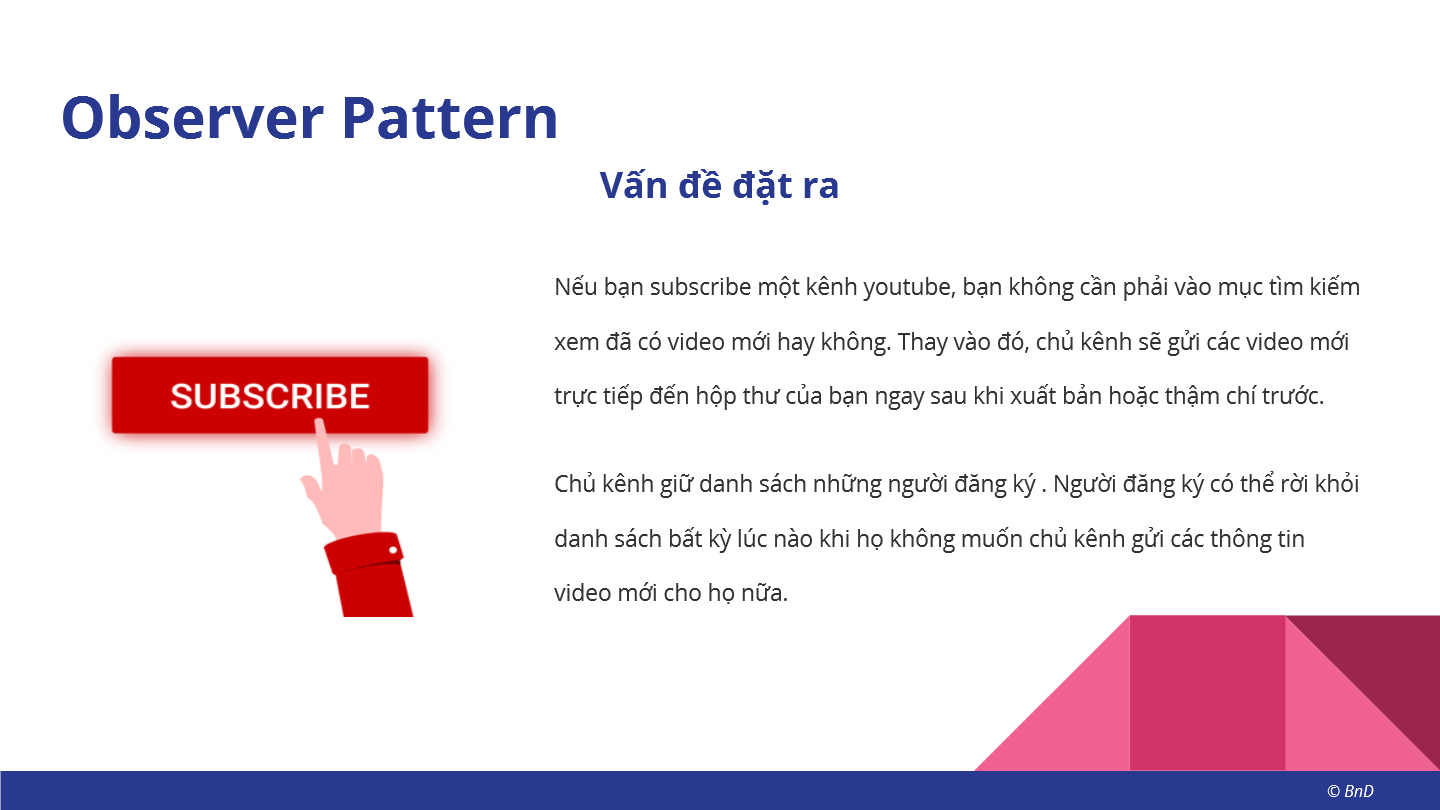 Observer Pattern
Vấn đề đặt ra
Nếu bạn subscribe một kênh youtube, bạn không cần phải vào mục tìm kiếm
xem đã có video mới hay không. Thay vào đó, chủ kênh sẽ gửi các video mới
trực tiếp đến hộp thư của bạn ngay sau khi xuất bản hoặc thậm chí trước.
SUBSCRIBE
Chủ kênh giữ danh sách những người đăng ký . Người đăng ký có thể rời khỏi
danh sách bất kỳ lúc nào khi họ không muốn chủ kênh gửi các thông tin
video mới cho họ nữa.
© BnD